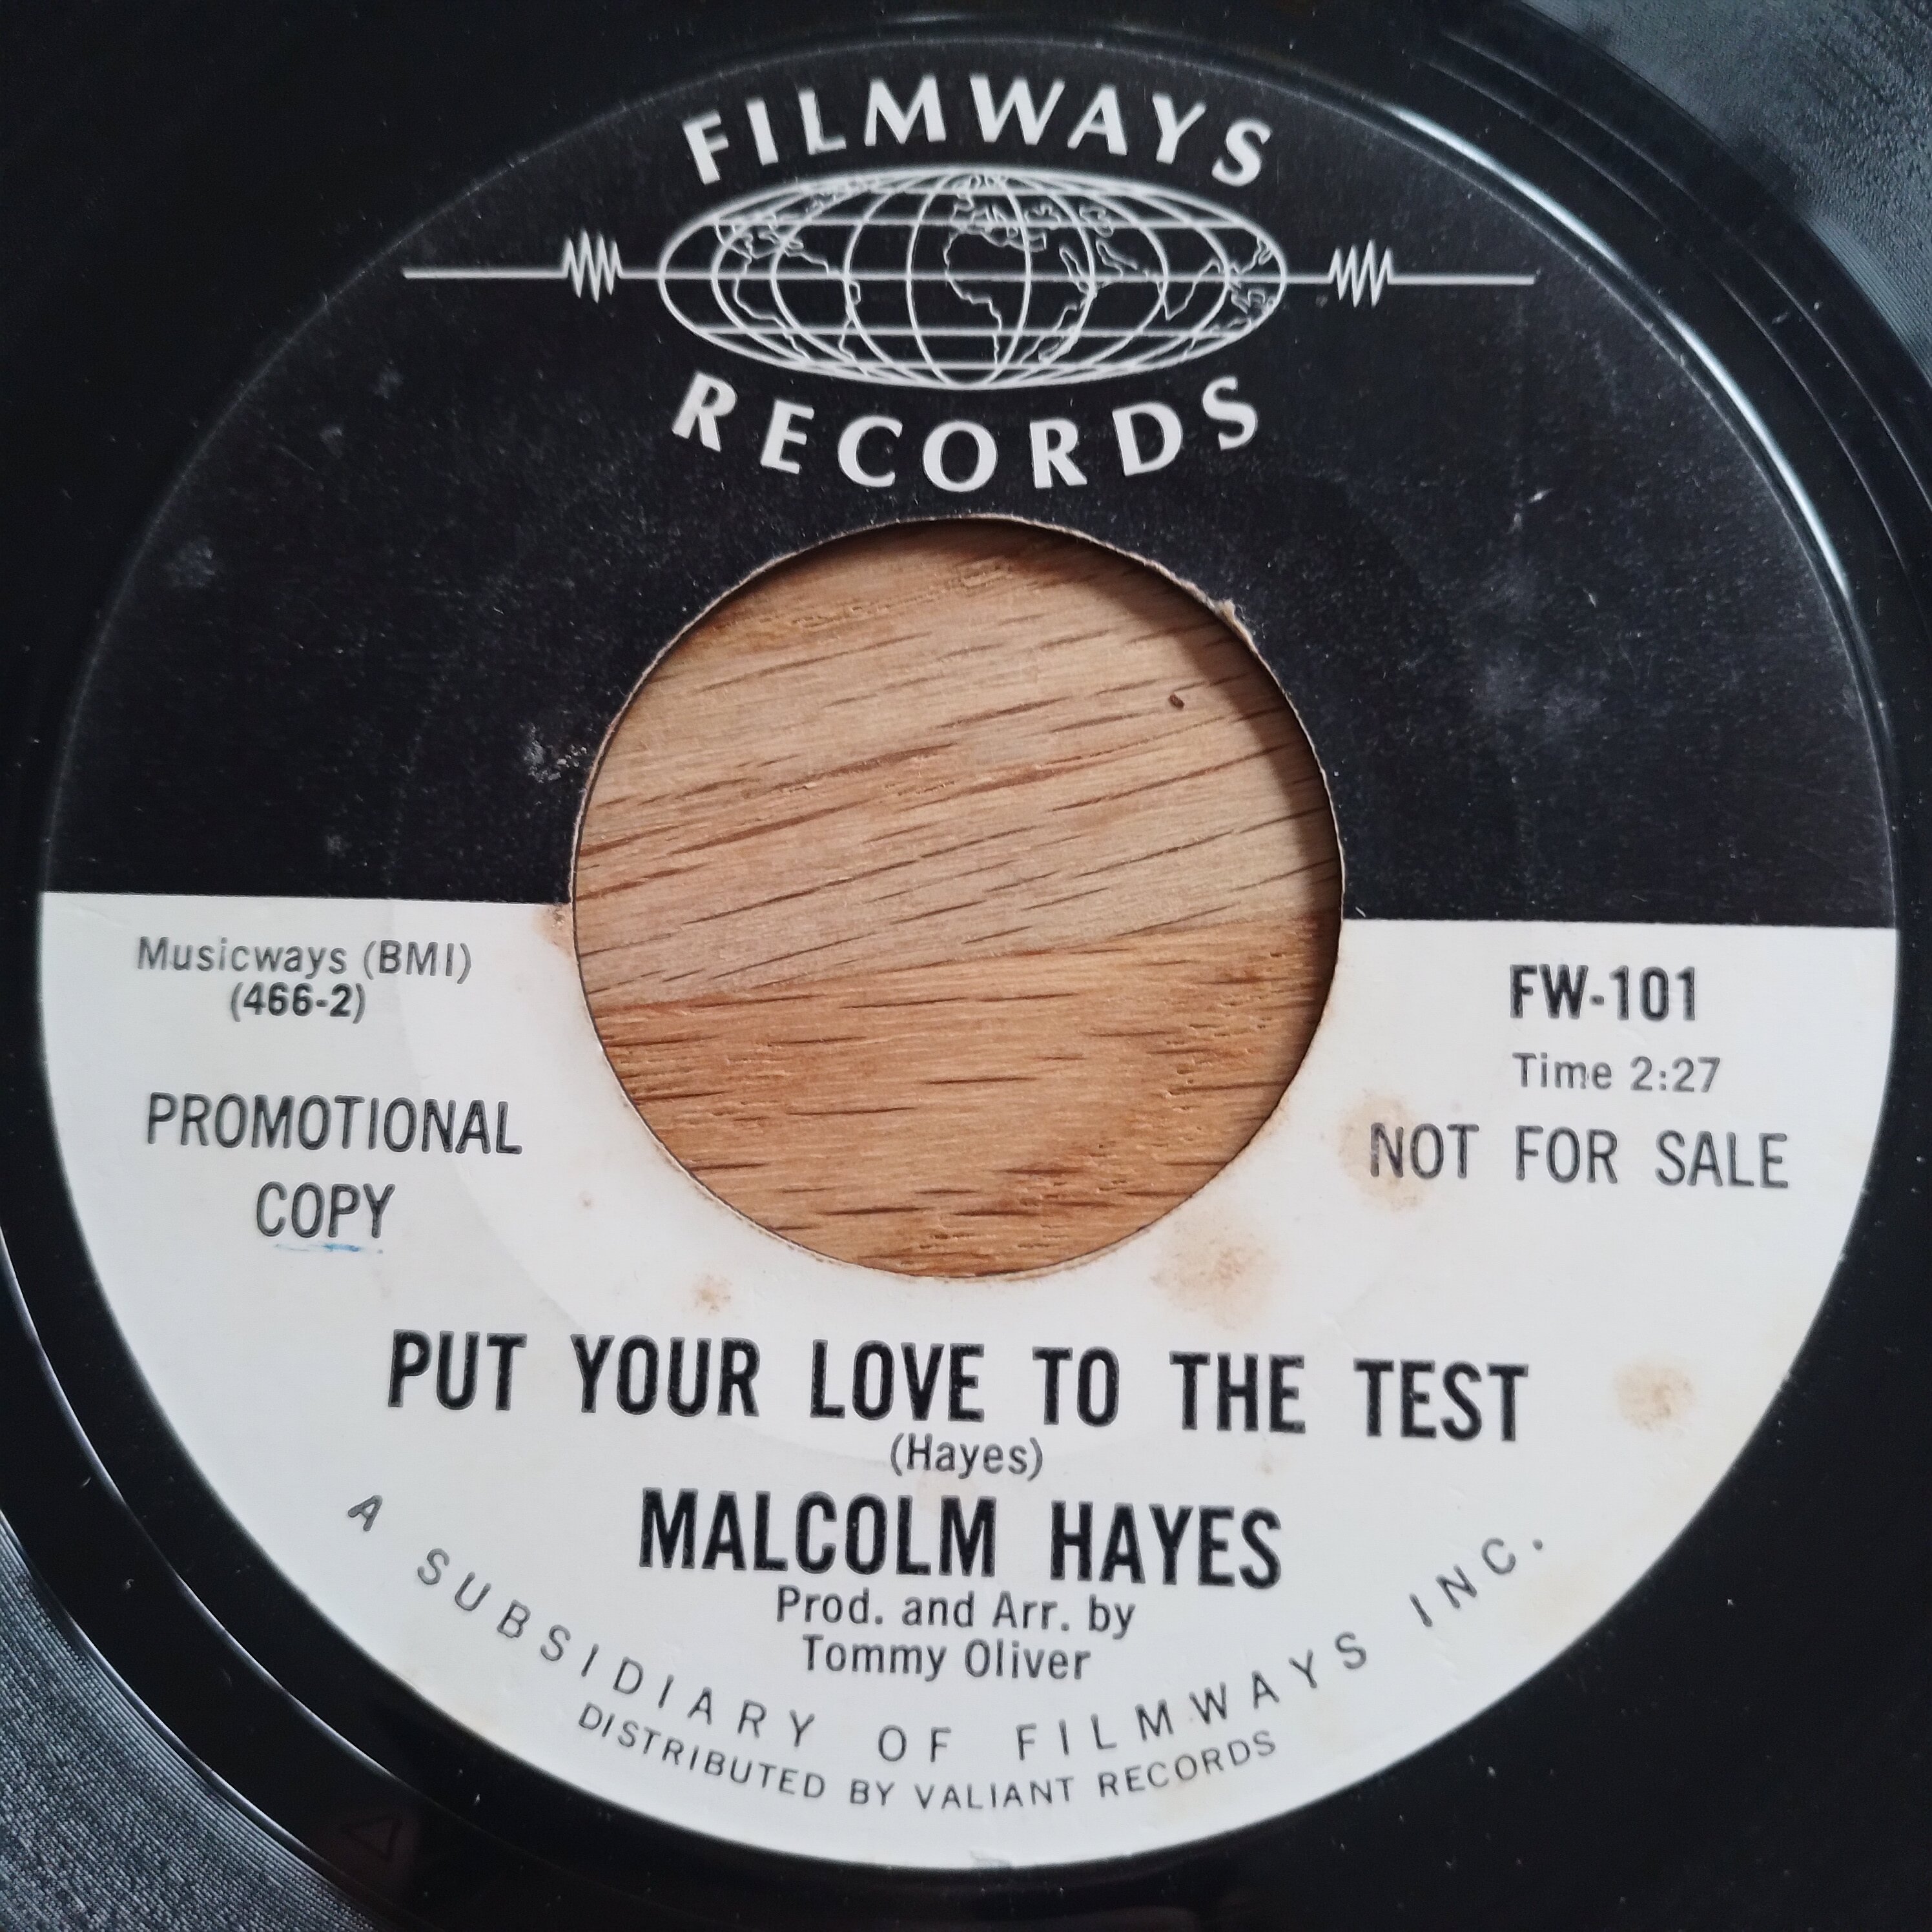 FILMWAYS
RECORDS
Musicways (BMI)
(466-2)
PROMOTIONAL
COPY
FW-101
Time 2:27
NOT FOR SALE
PUT YOUR LOVE TO THE TEST
(Hayes)
MALCOLM HAYES
Prod. and Arr. by
Tommy Oliver
A SUBSIDIARY OF FILMWAYS INC.
DISTRIBUTED BY VALIANT RECORDS